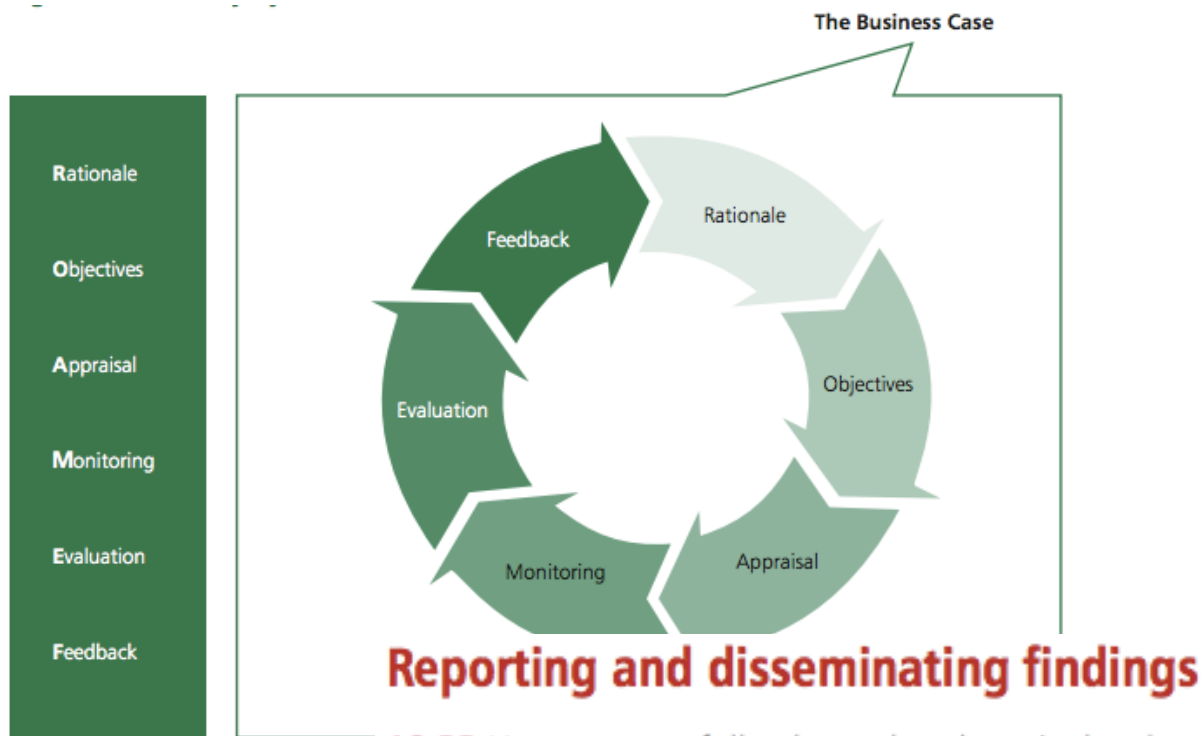 The Business Case
Rationale
Objectives
Appraisal
Monitoring
Evaluation
Feedback
Rationale
Objectives
Appraisal
Monitoring
Evaluation
Feedback
Reporting and disseminating findings